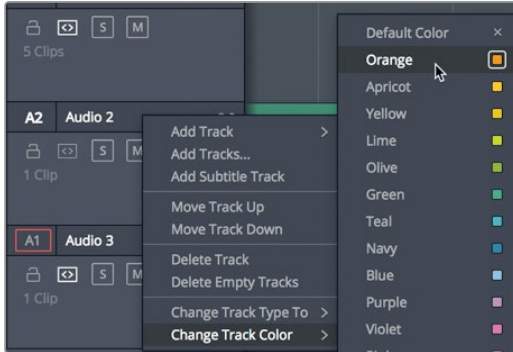 S M
5 Clips
A2 Audio 2
S M
1 Clip
A1 Audio 3
S M
1 Clip
Add Track >
Add Tracks...
Add Subtitle Track
Move Track Up
Move Track Down
Delete Track
Delete Empty Tracks
Change Track Type To >
Change Track Color >
Default Color ×
Orange
Apricot
Yellow
Lime
Olive
Green
Teal
Navy
Blue
Purple
Violet